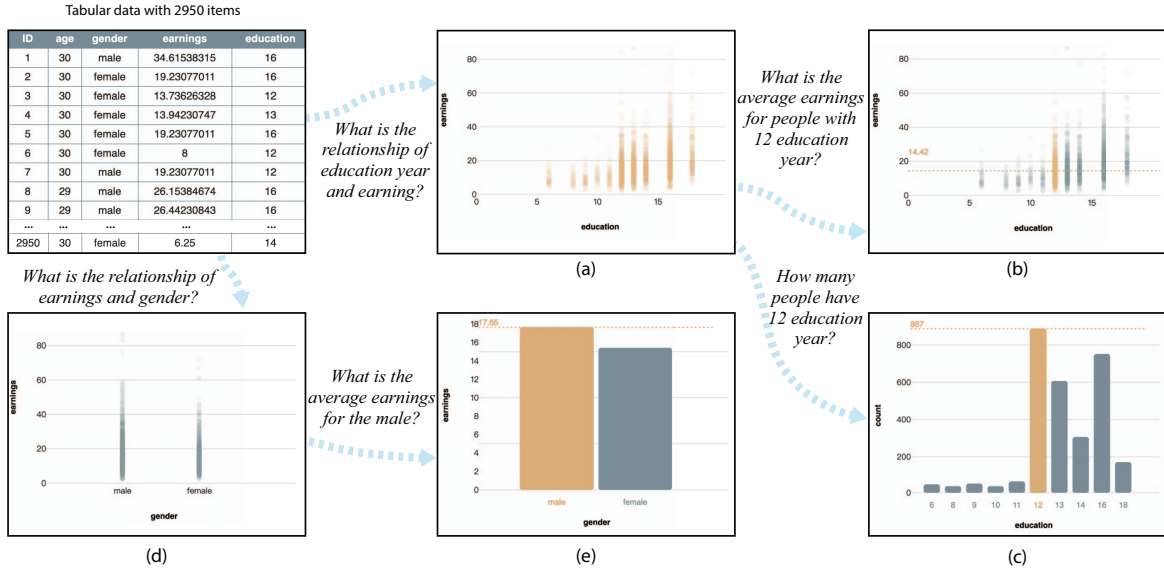 Tabular data with 2950 items
ID age gender earnings education
1 30 male 34.61538315 16
2 30 female 19.23077011 16
3 30 female 13.73626328 12
4 30 female 13.94230747 13
5 30 female 19.23077011 16
6 30 female 8 12
7 30 male 19.23077011 12
8 29 male 26.15384674 16
9 29 male 26.44230843 16
... ... ... ... ...
2950 30 female 6.25 14
What is the
relationship of
education year
and earning?
80
60
40
20
0
earnings
0 5 10 15
education
(a)
What is the
average earnings
for people with
12 education
year?
80
60
40
20
0
earnings
14.42
0 5 10 15
education
(b)
What is the relationship of
earnings and gender?
80
60
40
20
0
earnings
male female
gender
(d)
What is the
average earnings
for the male?
18
17.65
16
14
12
10
8
6
4
2
0
earnings
male female
gender
(e)
How many
people have
12 education
year?
887
800
600
400
200
0
count
6 8 9 10 11 12 13 14 16 18
education
(c)